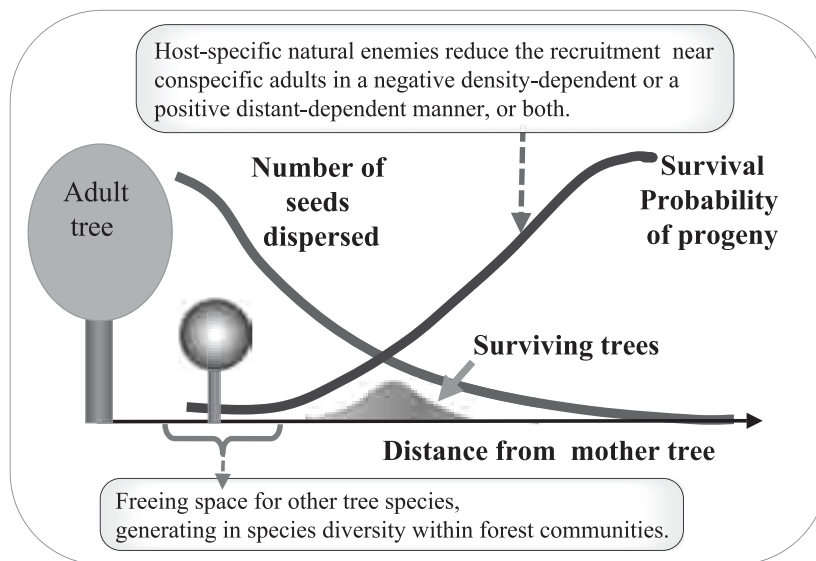 Host-specific natural enemies reduce the recruitment near
conspecific adults in a negative density-dependent or a
positive distant-dependent manner, or both.
Adult
tree
Number of
seeds
dispersed
Survival
Probability
of progeny
Surviving trees
Distance from mother tree
Freeing space for other tree species,
generating in species diversity within forest communities.